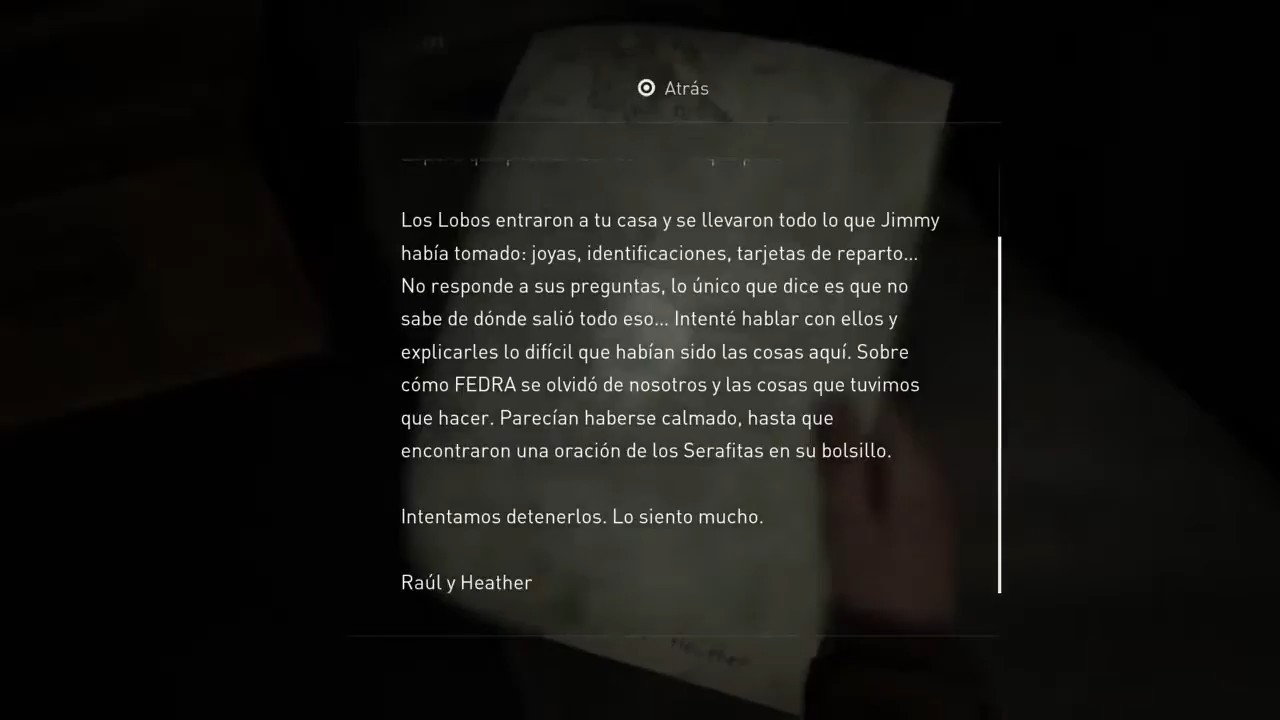 Atrás
Los Lobos entraron a tu casa y se llevaron todo lo que Jimmy
había tomado: joyas, identificaciones, tarjetas de reparto...
No responde a sus preguntas, lo único que dice es que no
sabe de dónde salió todo eso... Intenté hablar con ellos y
explicarles lo difícil que habían sido las cosas aquí. Sobre
cómo FEDRA se olvidó de nosotros y las cosas que tuvimos
que hacer. Parecían haberse calmado, hasta que
encontraron una oración de los Serafitas en su bolsillo.
Intentamos detenerlos. Lo siento mucho.
Raúl y Heather